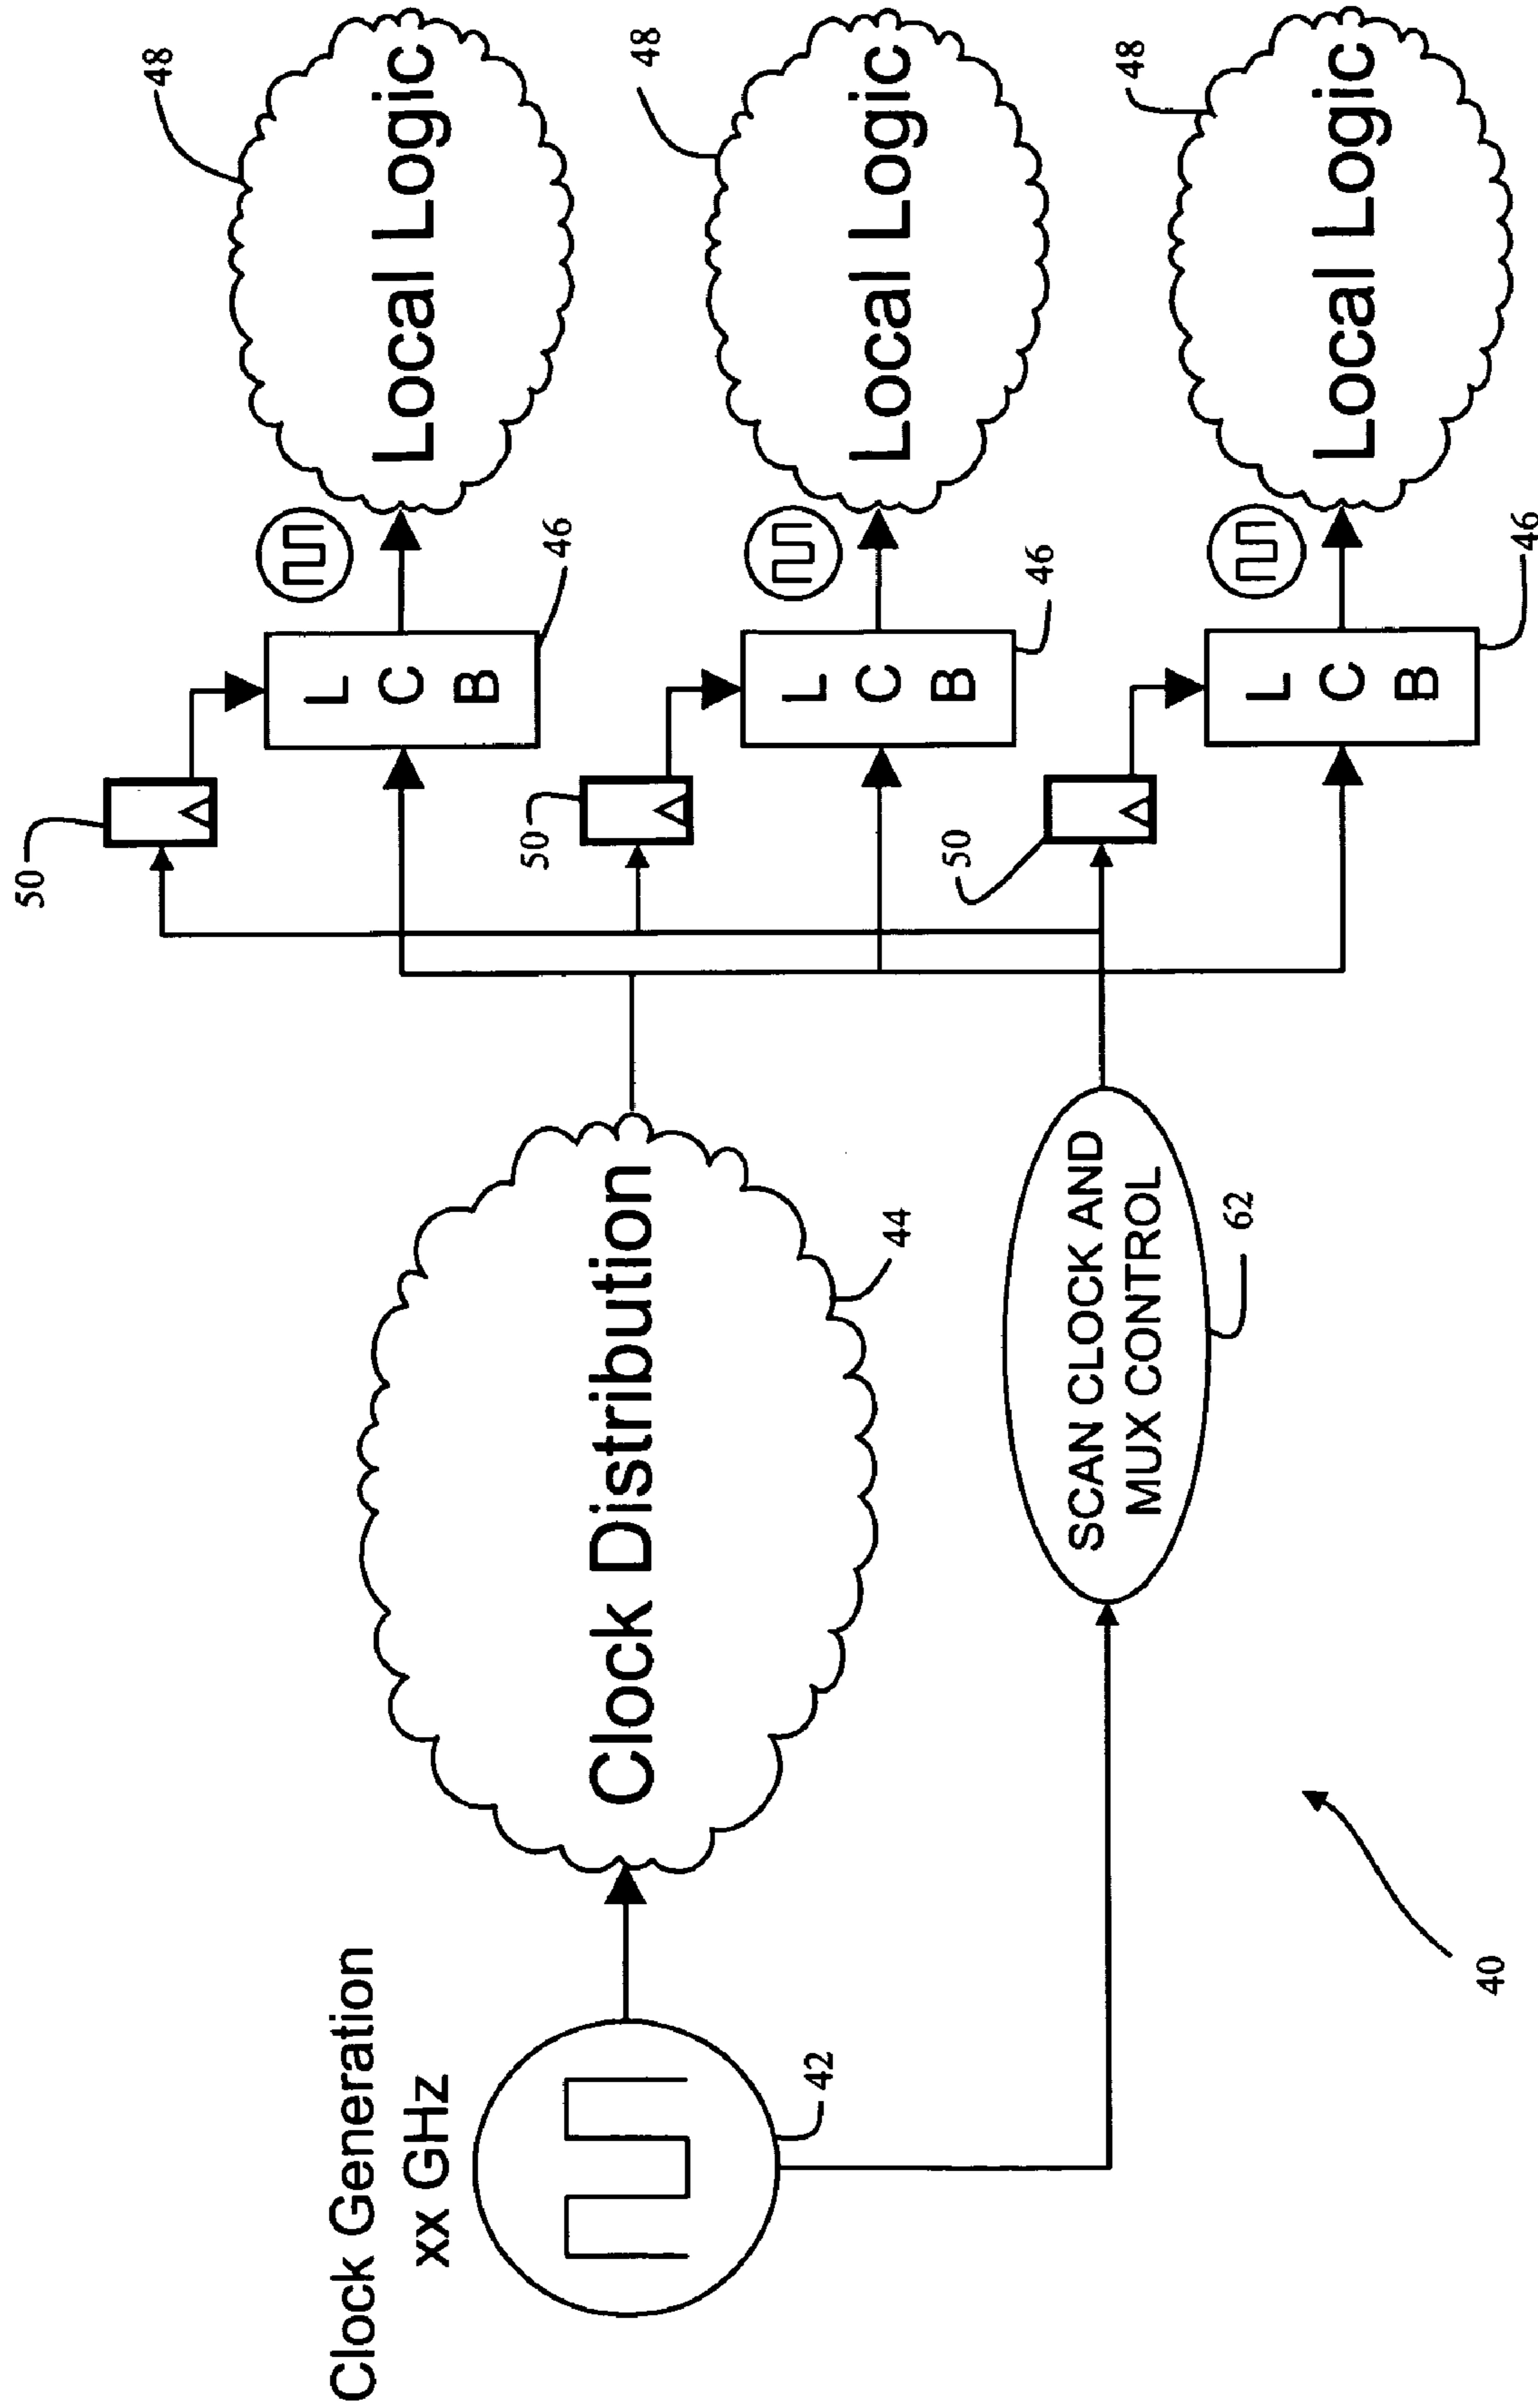 Clock Generation
xx GHz
42
Clock Distribution
44
SCAN CLOCK AND
MUX CONTROL
62
40
50
L
C
B
46
Local Logic
48
50
L
C
B
46
Local Logic
48
50
L
C
B
46
Local Logic
48